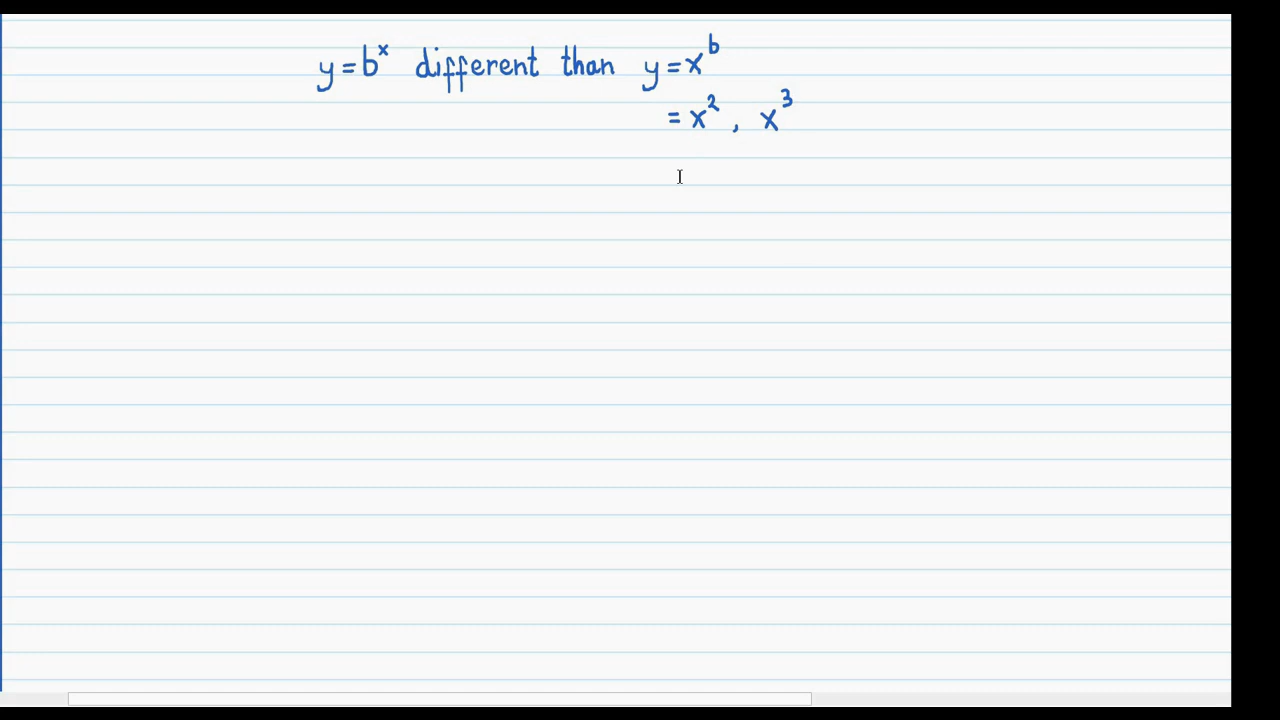 y = b^x different than y = x^b
= x^2 , x^3